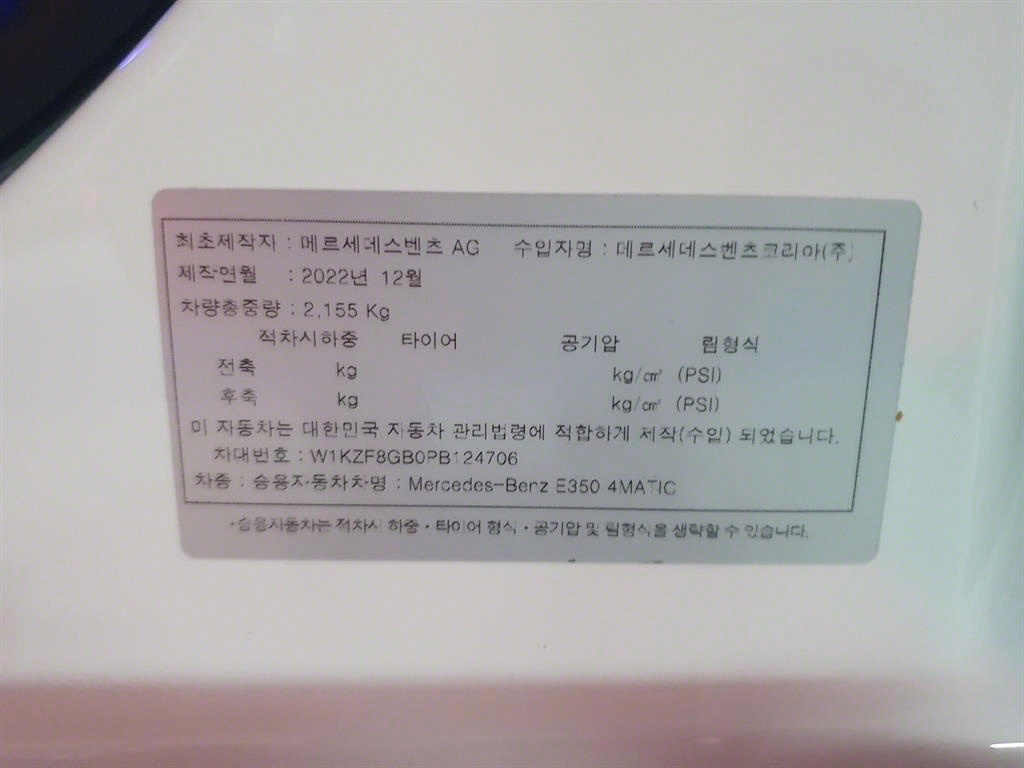 최초제작자 : 메르세데스벤츠 AG 수입자명 : 메르세데스벤츠코리아(주)
제작연월 : 2022년 12월
차량총중량 : 2,155 Kg
적차시하중 타이어 공기압 림형식
전축 kg kg/㎠ (PSI)
후축 kg kg/㎠ (PSI)
이 자동차는 대한민국 자동차 관리법령에 적합하게 제작(수입) 되었습니다.
차대번호 : W1KZF8GB0PB124706
차종 : 승용자동차차명 : Mercedes-Benz E350 4MATIC
·승용자동차는 적차시 하중·타이어 형식·공기압 및 림형식을 생략할 수 있습니다.